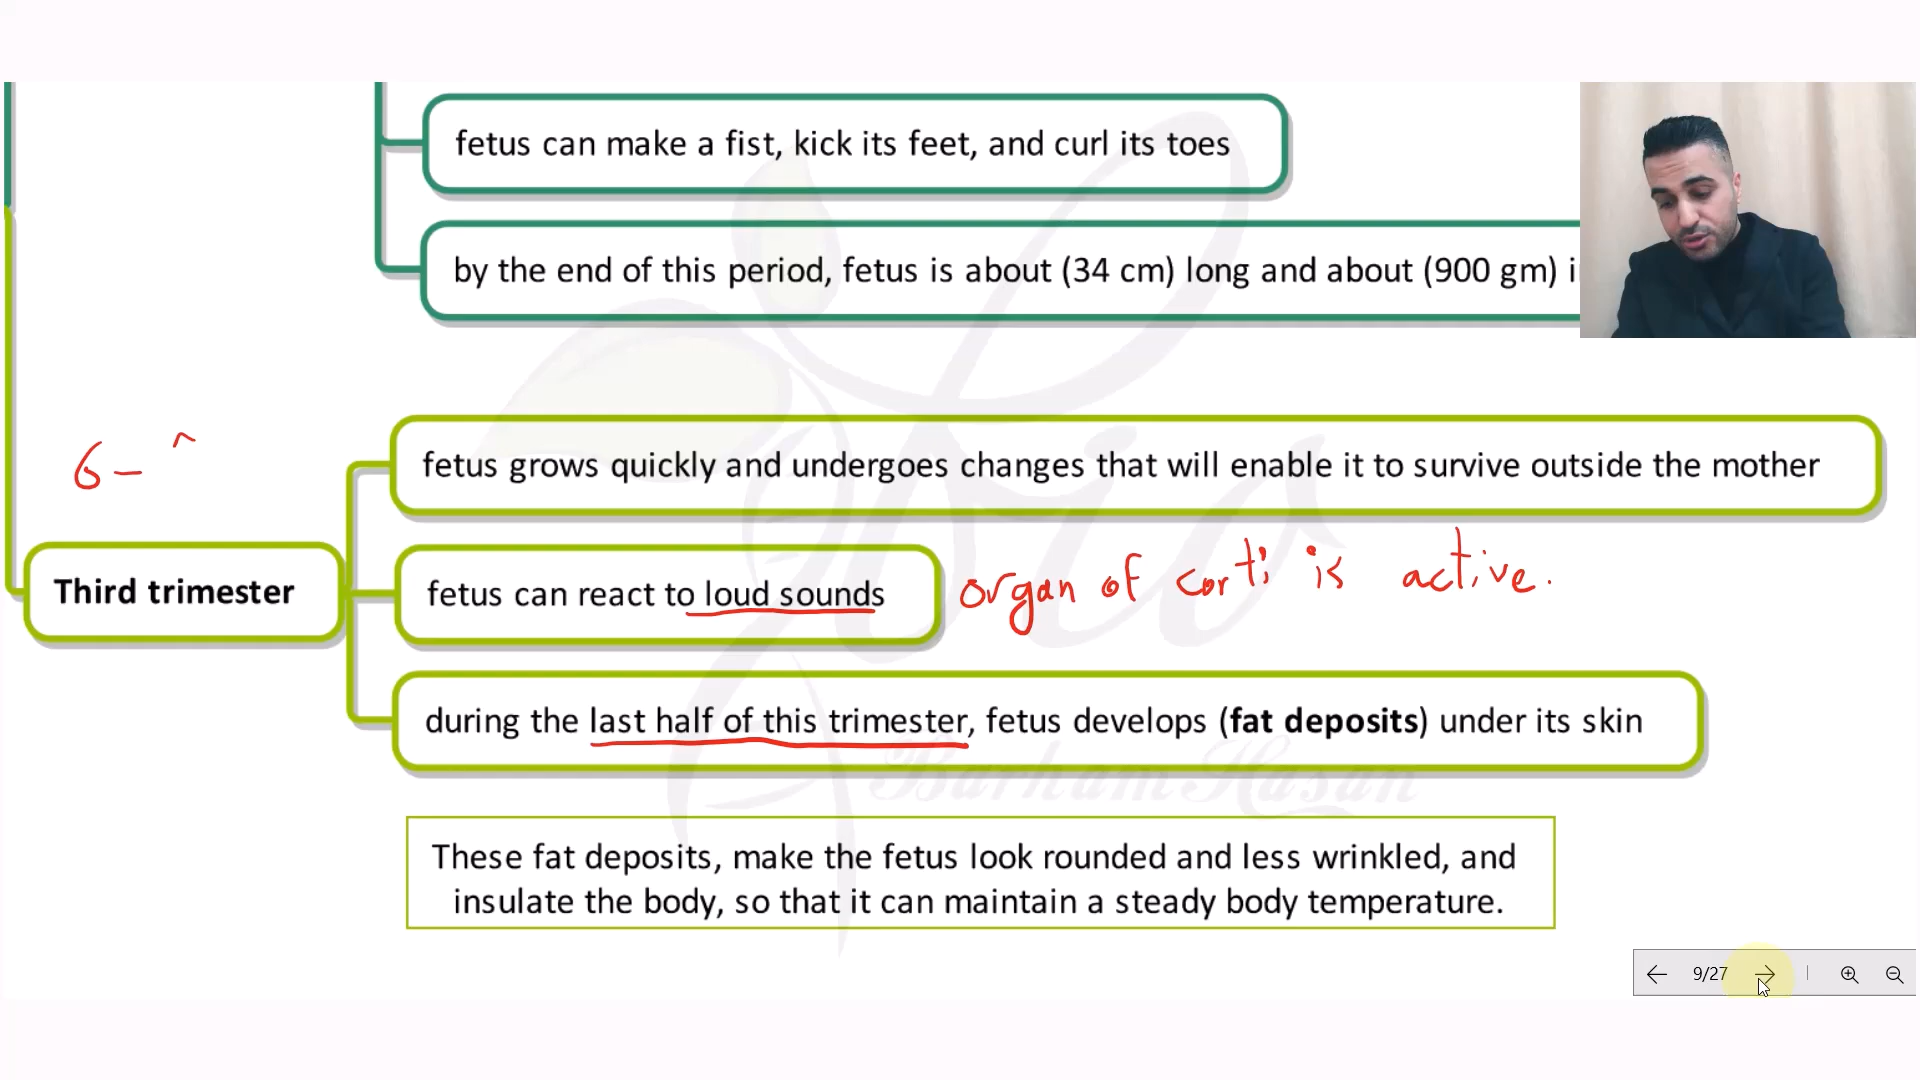 fetus can make a fist, kick its feet, and curl its toes
by the end of this period, fetus is about (34 cm) long and about (900 gm) i
6-
fetus grows quickly and undergoes changes that will enable it to survive outside the mother
Third trimester
fetus can react to loud sounds
organ of corti is active.
during the last half of this trimester, fetus develops (fat deposits) under its skin
Barham Hasan
These fat deposits, make the fetus look rounded and less wrinkled, and
insulate the body, so that it can maintain a steady body temperature.
9/27